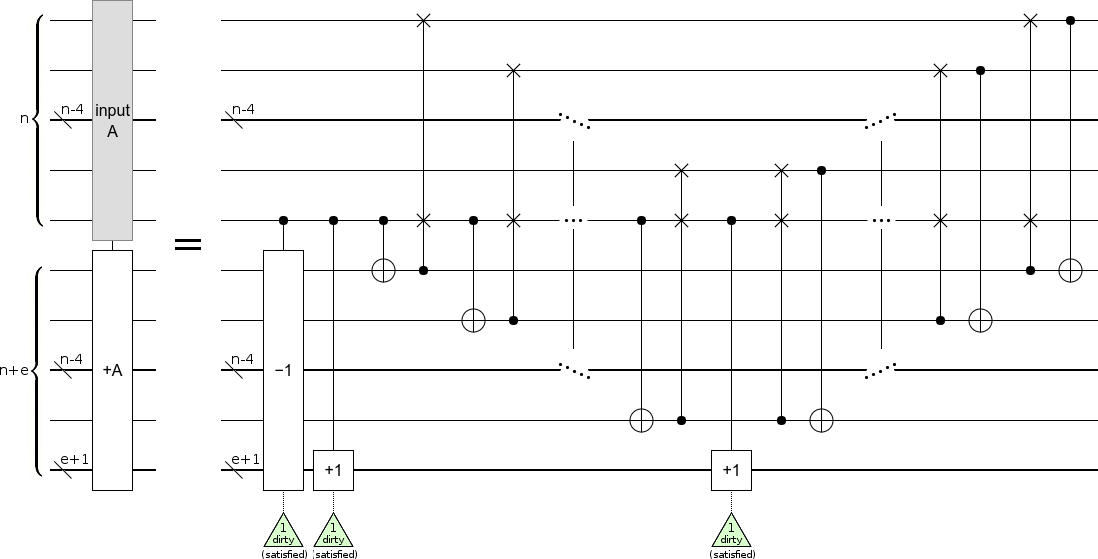 input
A
n
n-4
n-4
=
n+e
n-4
+A
n-4
−1
e+1
e+1
+1
+1
1
dirty
(satisfied)
1
dirty
(satisfied)
1
dirty
(satisfied)